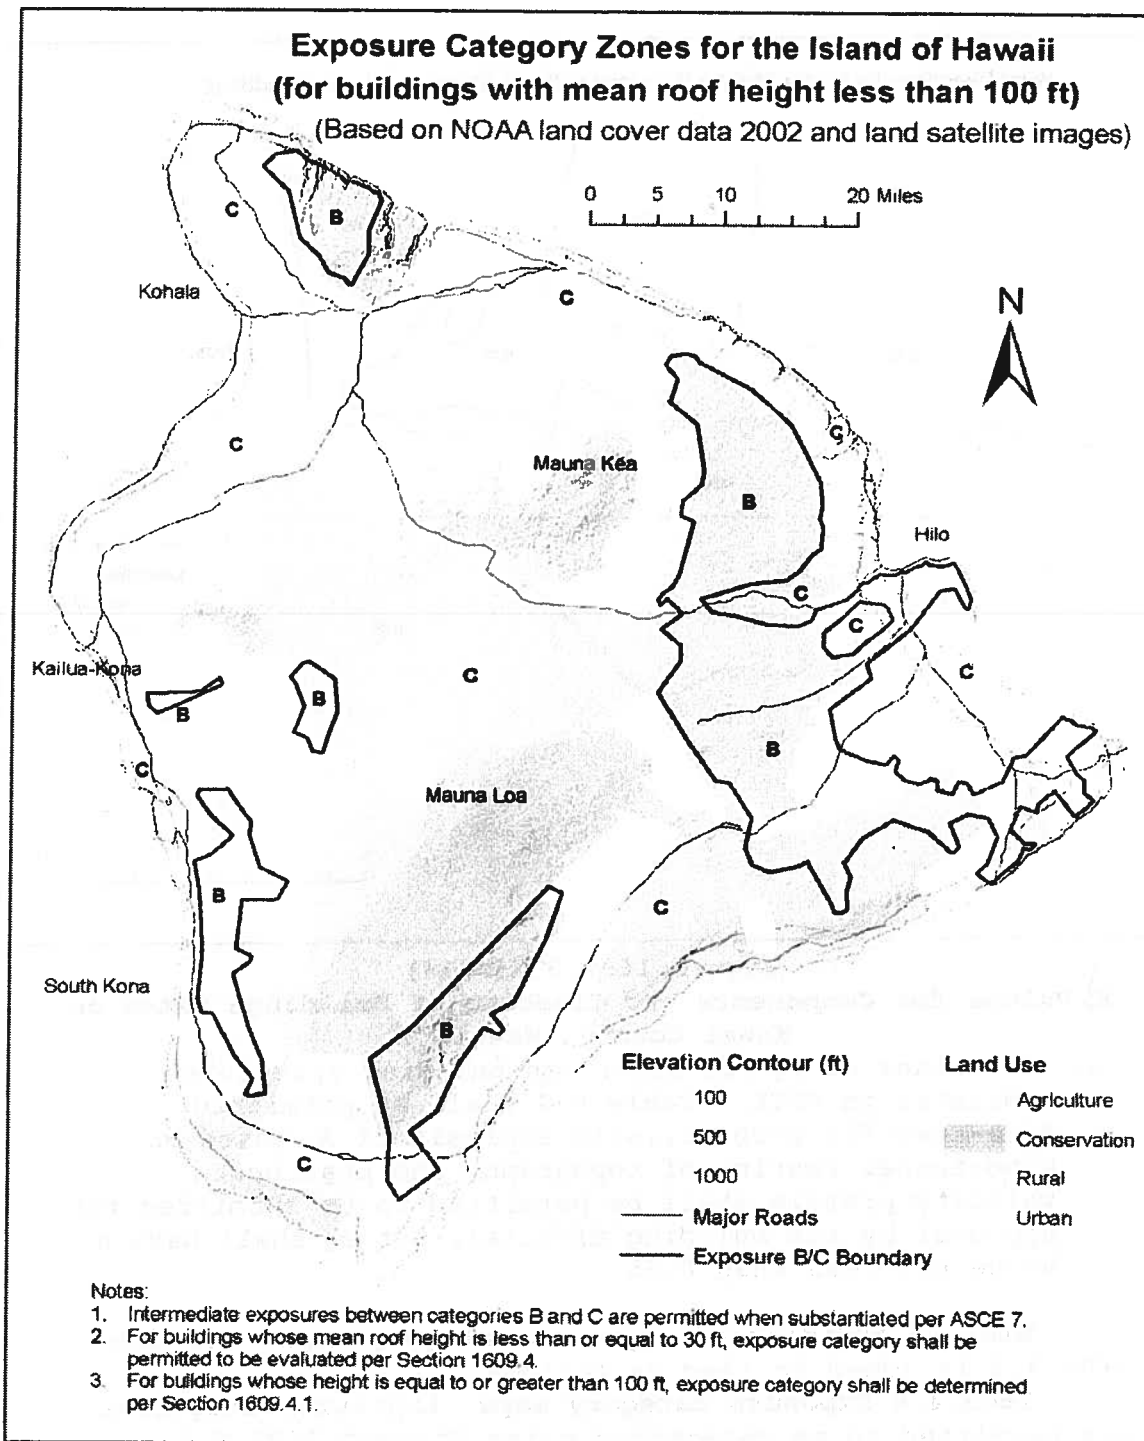 Exposure Category Zones for the Island of Hawaii
(for buildings with mean roof height less than 100 ft)
(Based on NOAA land cover data 2002 and land satellite images)
0 5 10 20 Miles
C
B
Kohala
C
N
C
C
Mauna Kea
B
Hilo
C
C
Kailua-Kona
C
C
B
B
B
C
Mauna Loa
B
C
South Kona
B
C
Elevation Contour (ft)
100
500
1000
Major Roads
Exposure B/C Boundary
Land Use
Agriculture
Conservation
Rural
Urban
Notes:
1. Intermediate exposures between categories B and C are permitted when substantiated per ASCE 7.
2. For buildings whose mean roof height is less than or equal to 30 ft, exposure category shall be
permitted to be evaluated per Section 1609.4.
3. For buildings whose height is equal to or greater than 100 ft, exposure category shall be determined
per Section 1609.4.1.